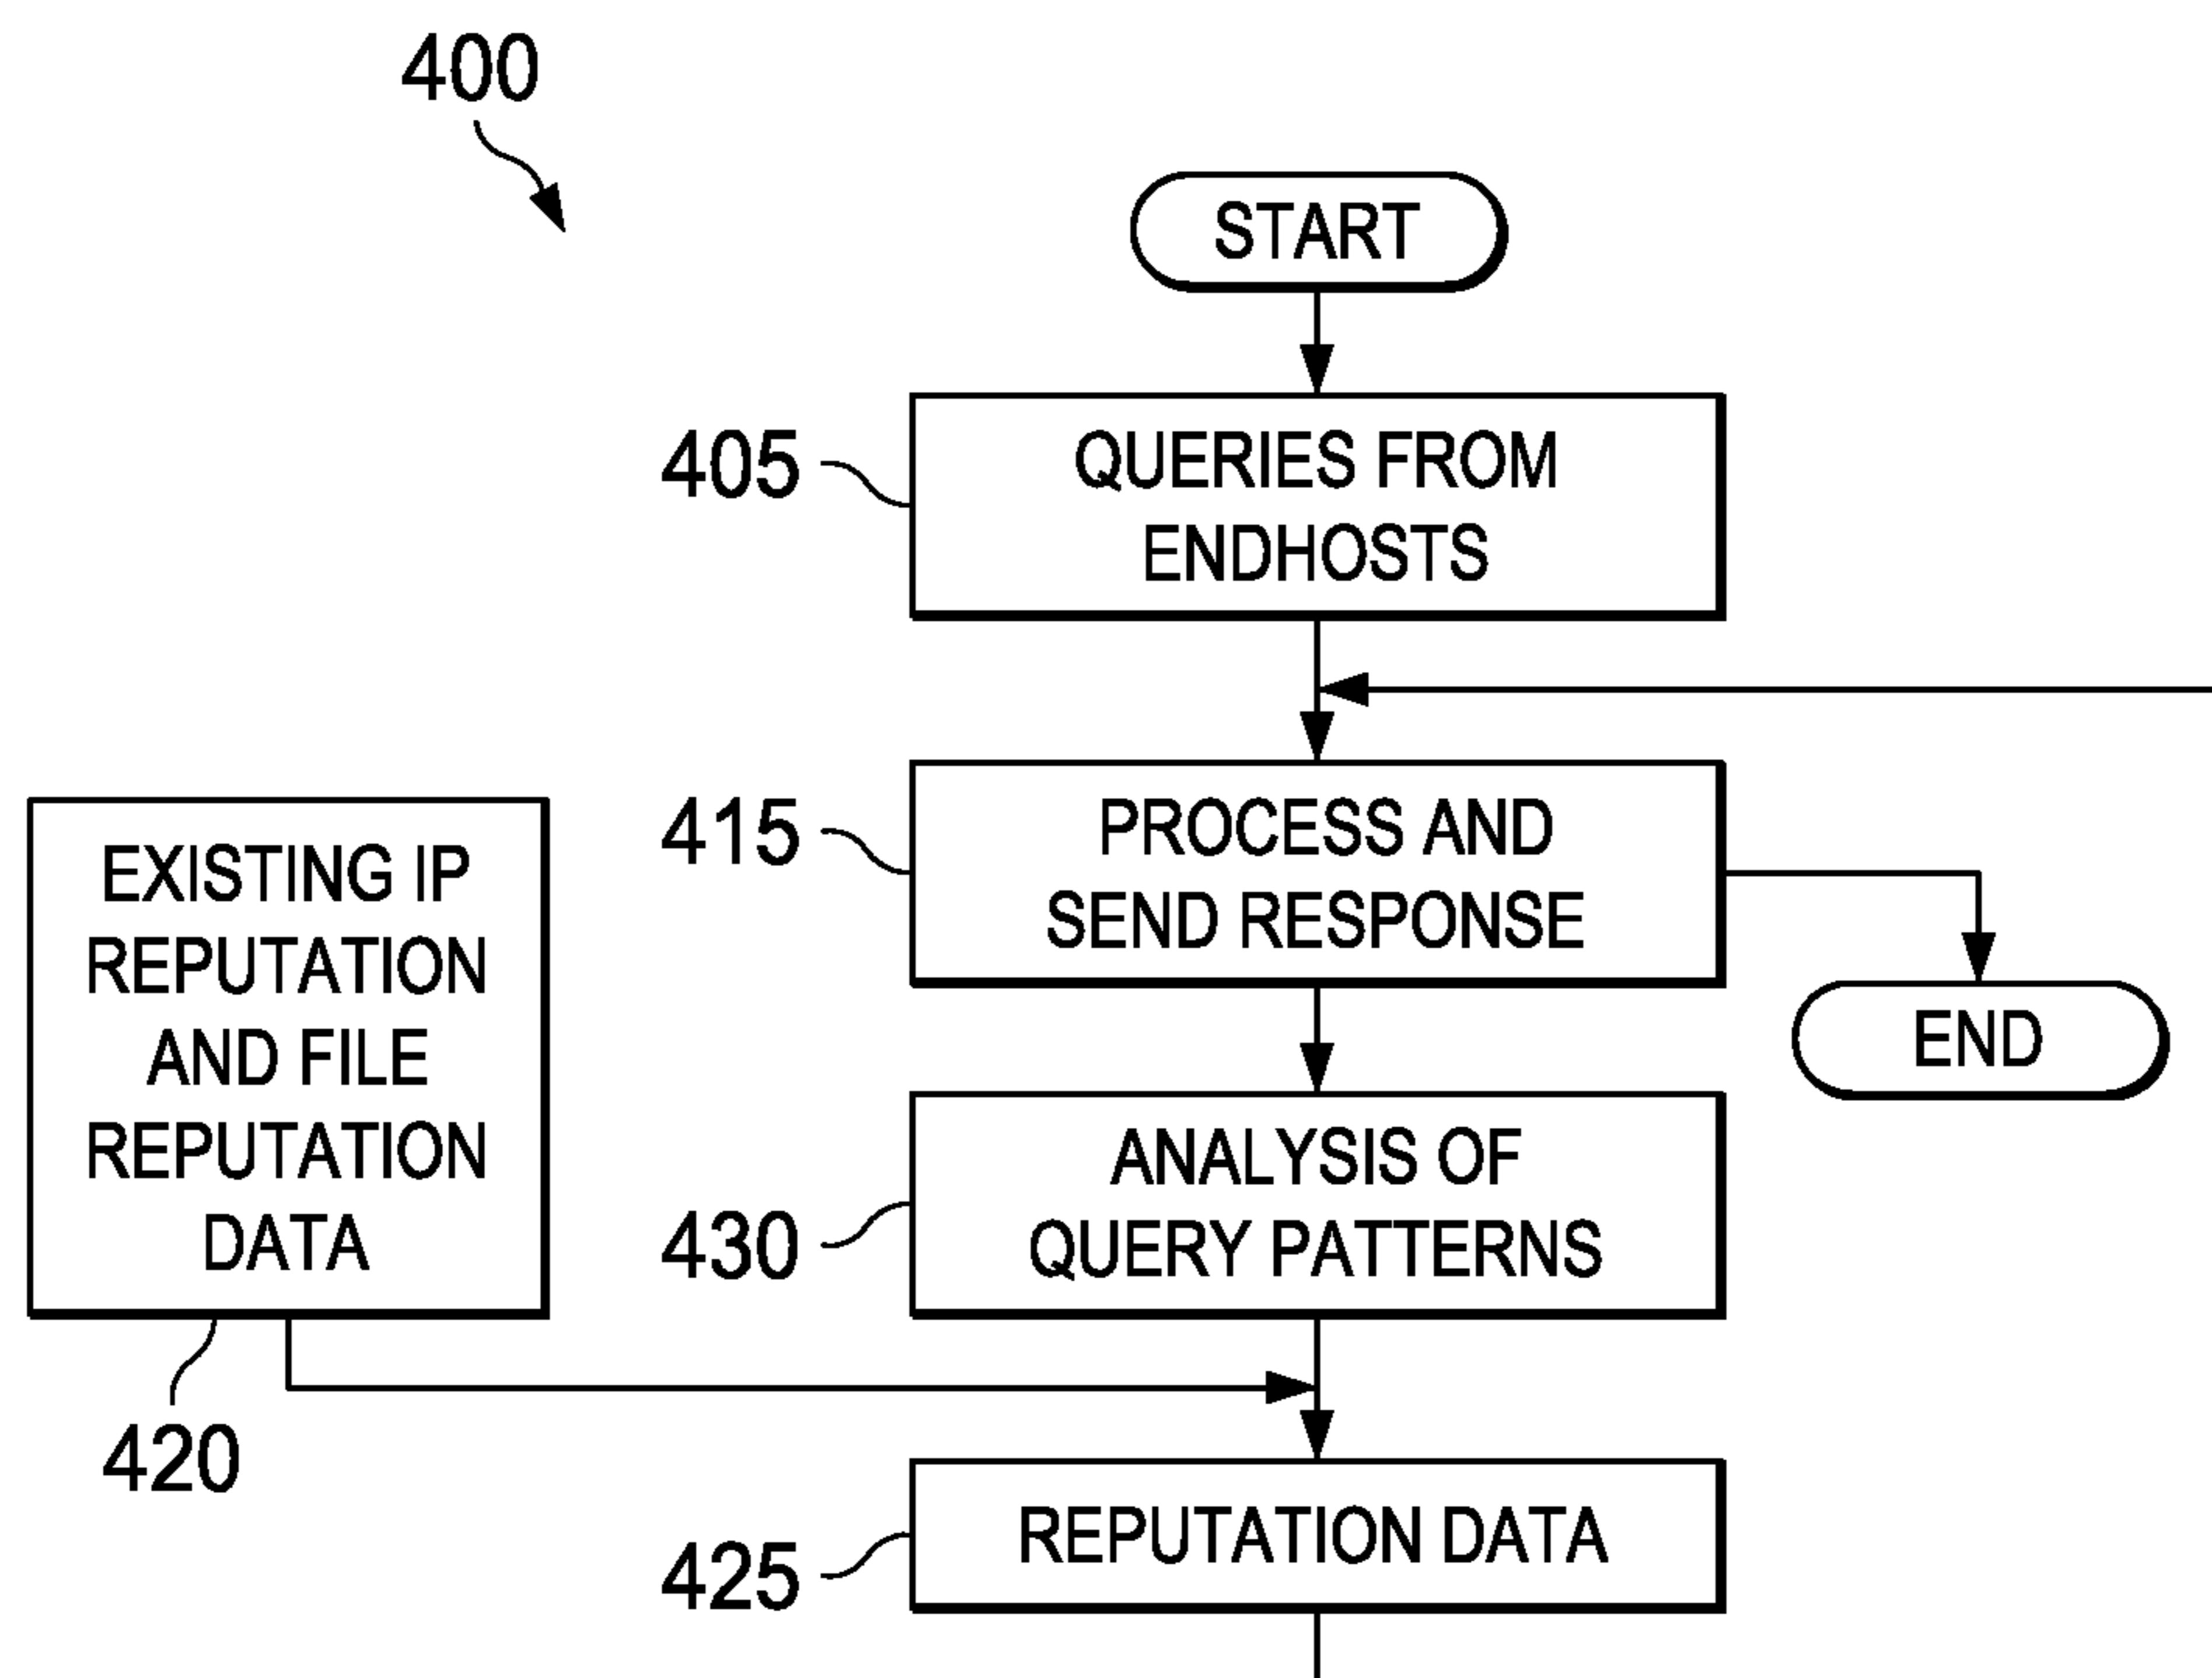 400
START
405
QUERIES FROM
ENDHOSTS
415
PROCESS AND
SEND RESPONSE
EXISTING IP
REPUTATION
AND FILE
REPUTATION
DATA
420
END
430
ANALYSIS OF
QUERY PATTERNS
425
REPUTATION DATA